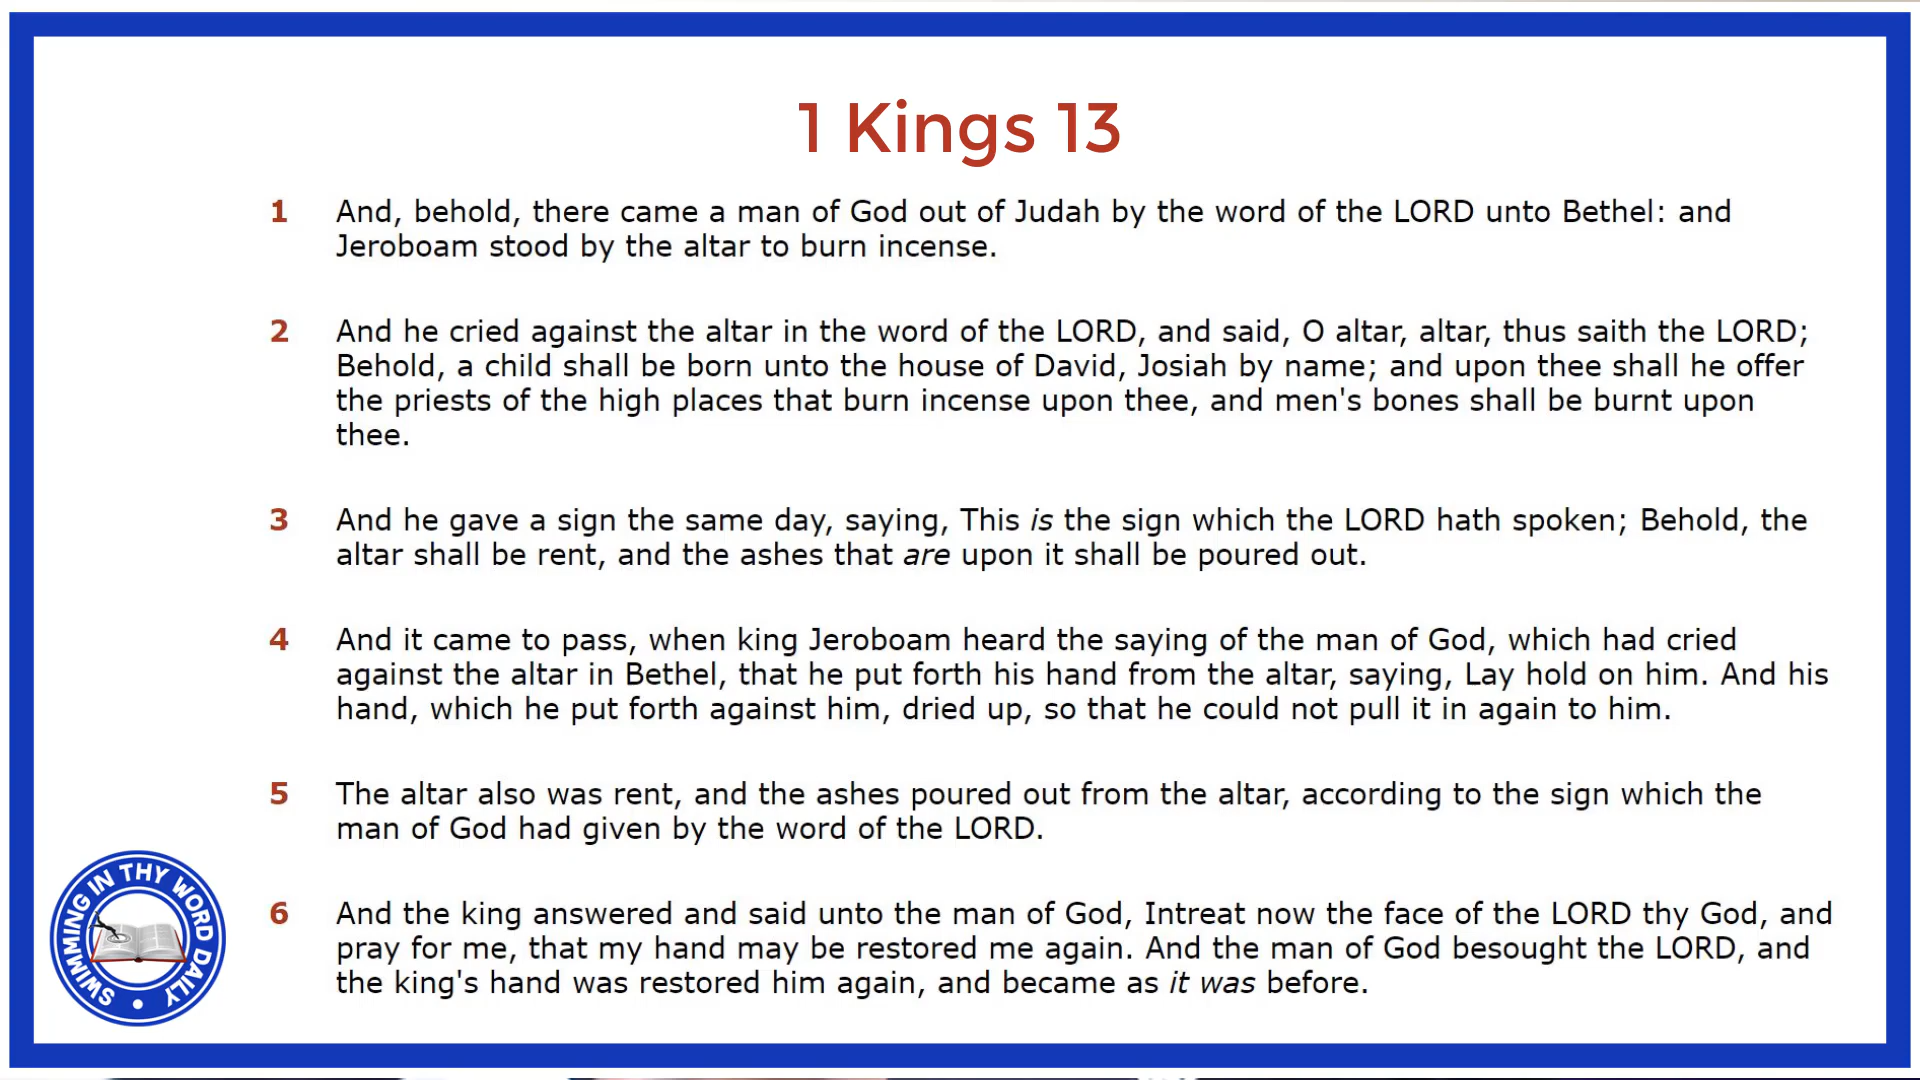 1 Kings 13
1 And, behold, there came a man of God out of Judah by the word of the LORD unto Bethel: and
Jeroboam stood by the altar to burn incense.
2 And he cried against the altar in the word of the LORD, and said, O altar, altar, thus saith the LORD;
Behold, a child shall be born unto the house of David, Josiah by name; and upon thee shall he offer
the priests of the high places that burn incense upon thee, and men's bones shall be burnt upon
thee.
3 And he gave a sign the same day, saying, This is the sign which the LORD hath spoken; Behold, the
altar shall be rent, and the ashes that are upon it shall be poured out.
4 And it came to pass, when king Jeroboam heard the saying of the man of God, which had cried
against the altar in Bethel, that he put forth his hand from the altar, saying, Lay hold on him. And his
hand, which he put forth against him, dried up, so that he could not pull it in again to him.
5 The altar also was rent, and the ashes poured out from the altar, according to the sign which the
man of God had given by the word of the LORD.
6 And the king answered and said unto the man of God, Intreat now the face of the LORD thy God, and
pray for me, that my hand may be restored me again. And the man of God besought the LORD, and
the king's hand was restored him again, and became as it was before.
SWIMMING IN THY WORD DAILY •